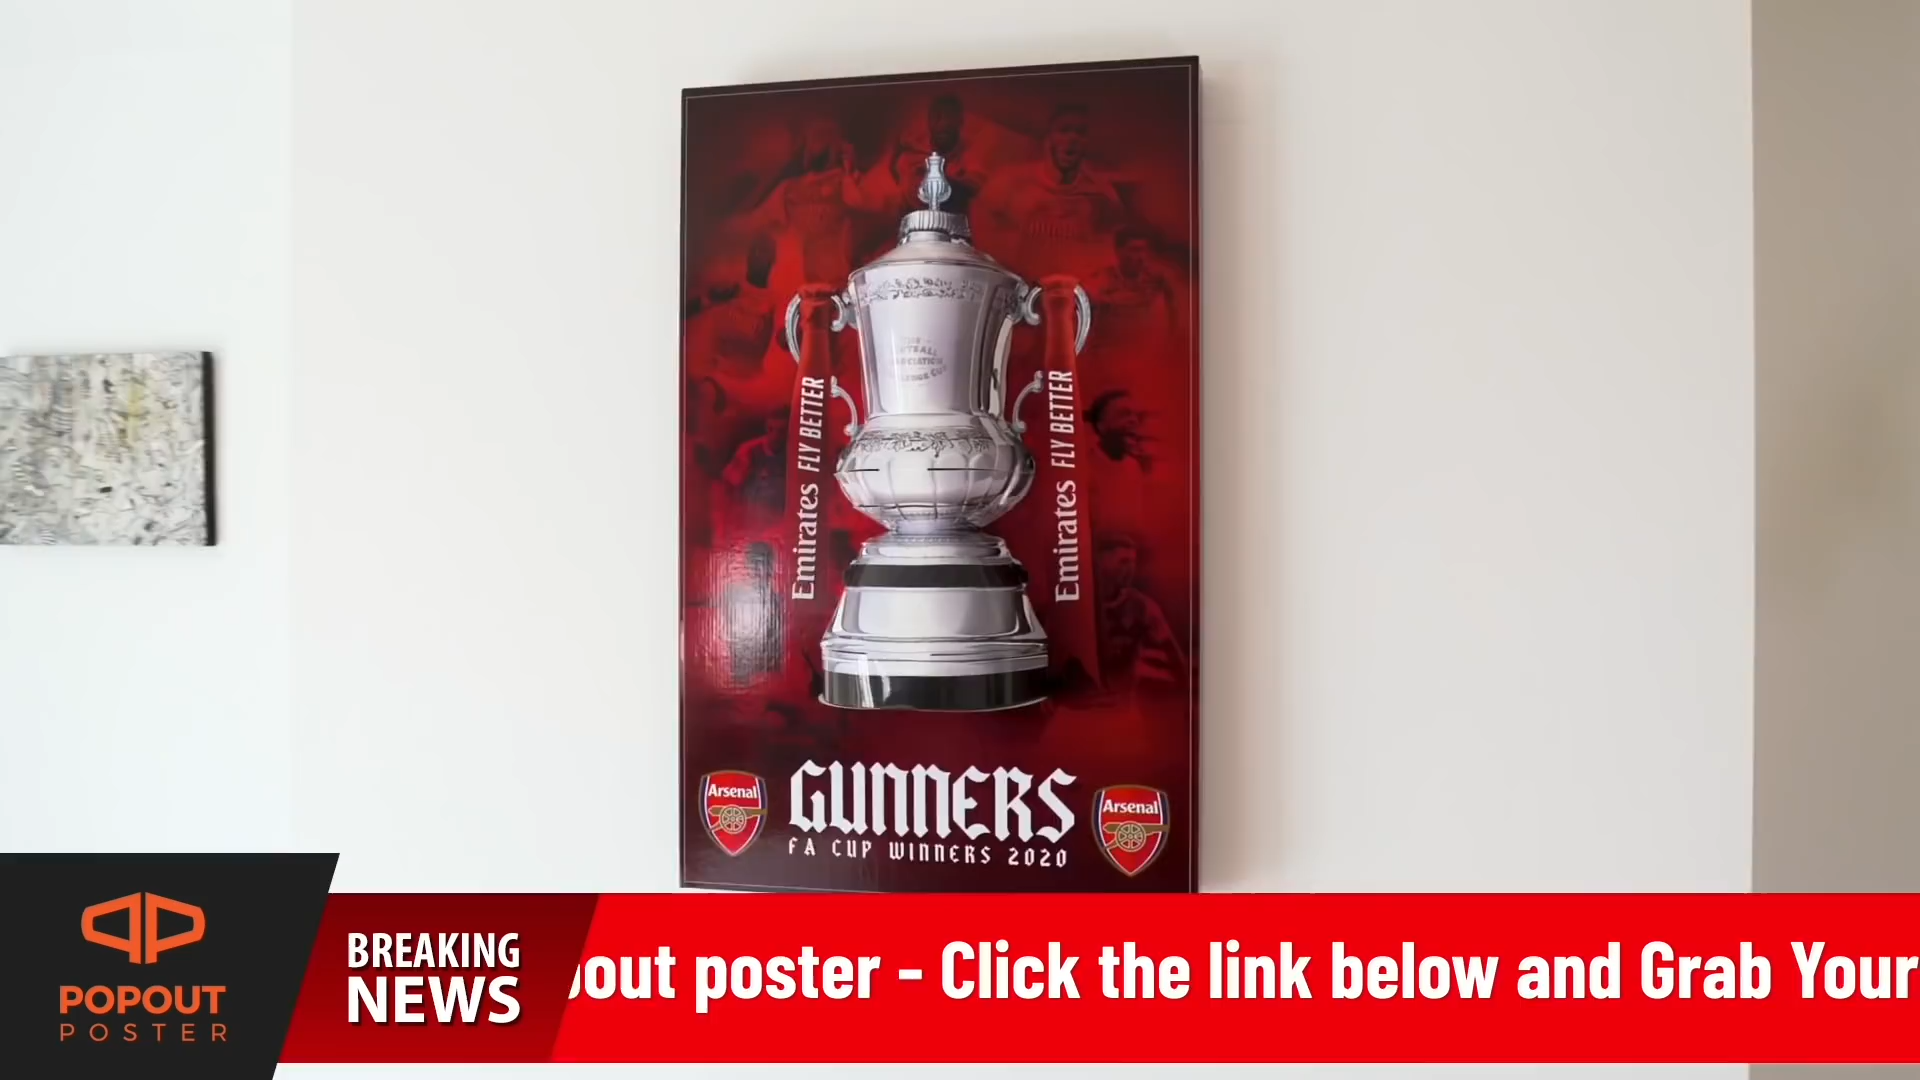 Emirates FLY BETTER
Emirates FLY BETTER
Arsenal
GUNNERS
Arsenal
FA CUP WINNERS 2020
POPOUT
POSTER
BREAKING
NEWS
poster - Click the link below and Grab Your